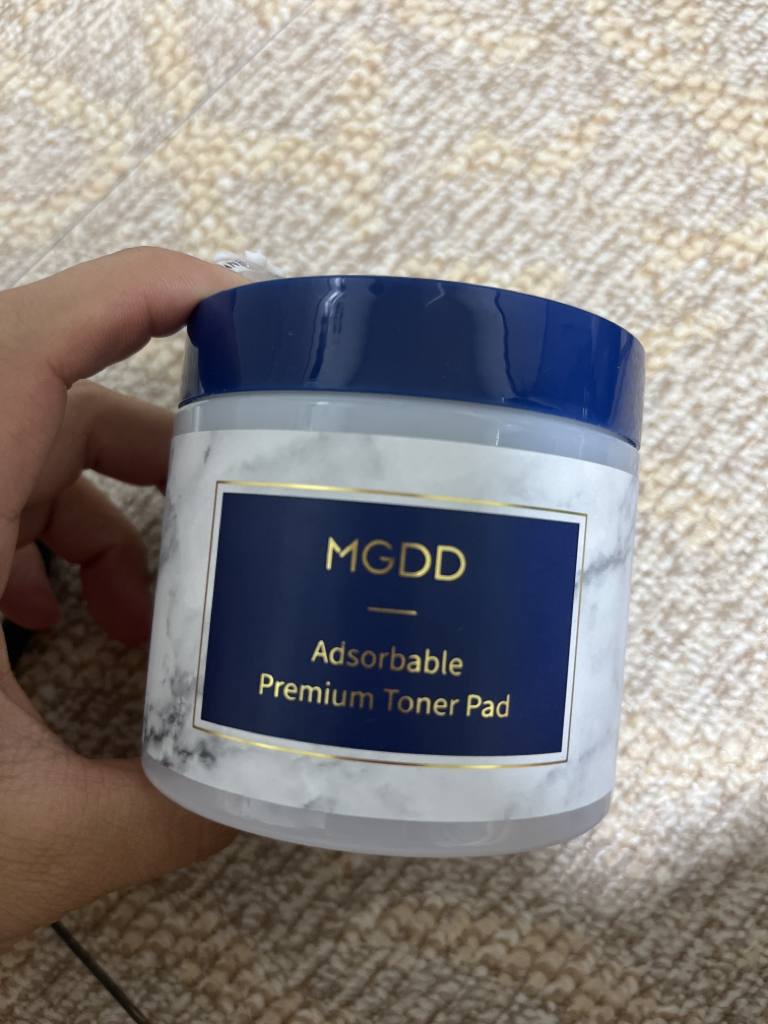 MGDD
Adsorbable
Premium Toner Pad